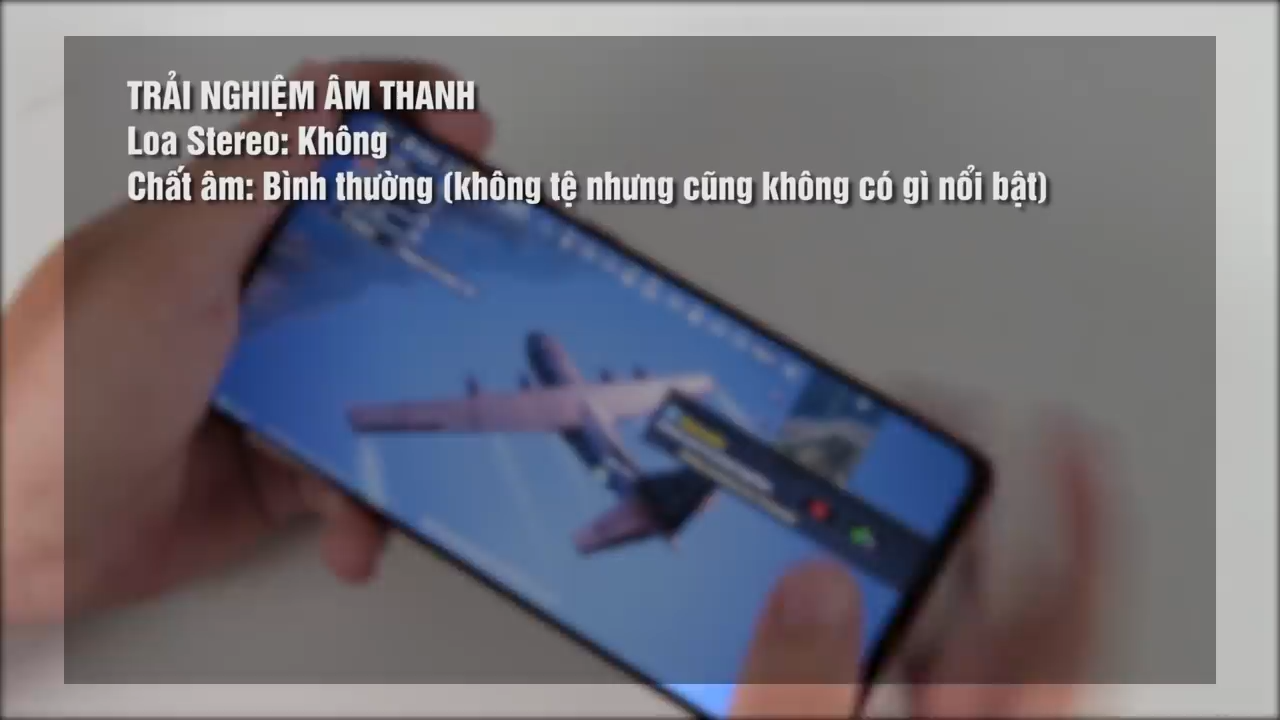 TRẢI NGHIỆM ÂM THANH
Loa Stereo: Không
Chất âm: Bình thường (không tệ nhưng cũng không có gì nổi bật)